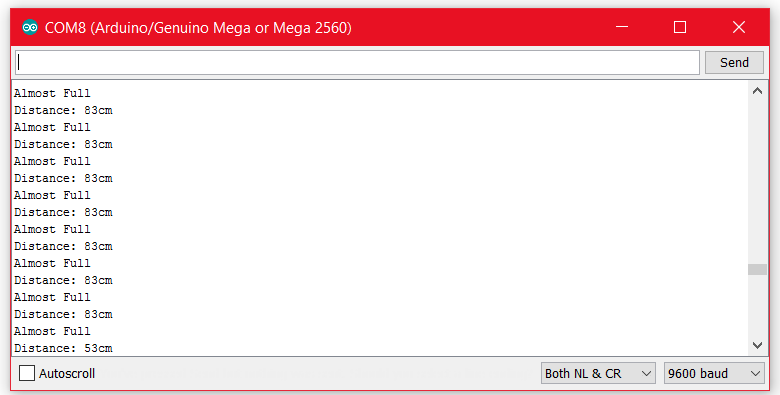 COM8 (Arduino/Genuino Mega or Mega 2560)
Send
Almost Full
Distance: 83cm
Almost Full
Distance: 83cm
Almost Full
Distance: 83cm
Almost Full
Distance: 83cm
Almost Full
Distance: 83cm
Almost Full
Distance: 83cm
Almost Full
Distance: 83cm
Almost Full
Distance: 53cm
Autoscroll
Both NL & CR
9600 baud